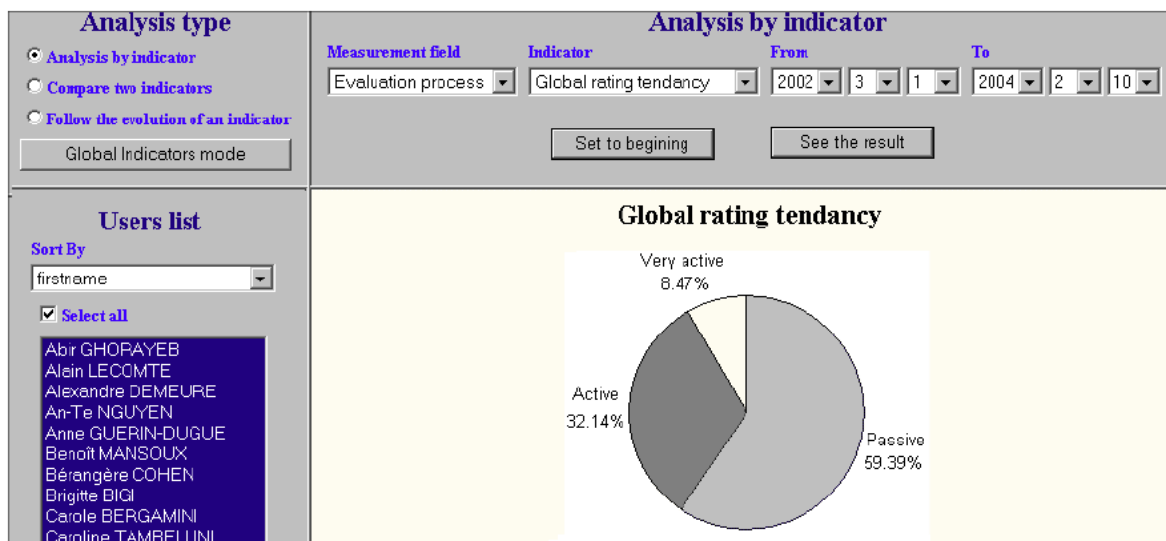 Analysis type
Analysis by indicator
Compare two indicators
Follow the evolution of an indicator
Global Indicators mode
Analysis by indicator
Measurement field Indicator From To
Evaluation process Global rating tendancy 2002 3 1 2004 2 10
Set to begining See the result
Users list
Sort By
firstname
Select all
Abir GHORAYEB
Alain LECOMTE
Alexandre DEMEURE
An-Te NGUYEN
Anne GUERIN-DUGUE
Benoît MANSOUX
Bérangère COHEN
Brigitte BIGI
Carole BERGAMINI
Caroline TAMBELLINI
Global rating tendancy
Very active
8.47%
Active
32.14%
Passive
59.39%